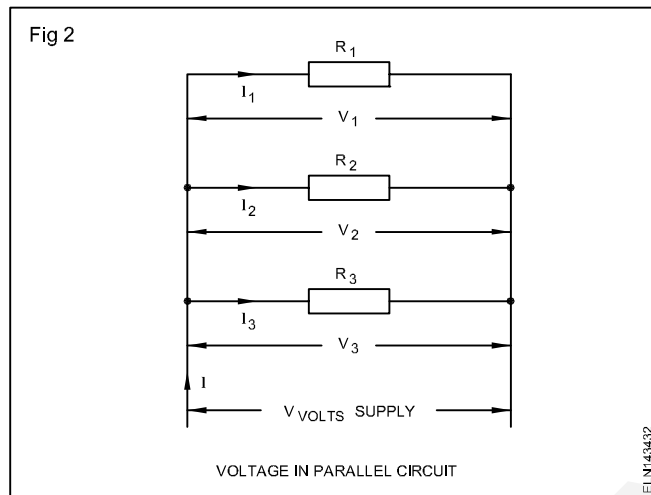 Fig 2
R1
I1
V1
R2
I2
V2
R3
I3
V3
I
V VOLTS SUPPLY
VOLTAGE IN PARALLEL CIRCUIT
ELN143432